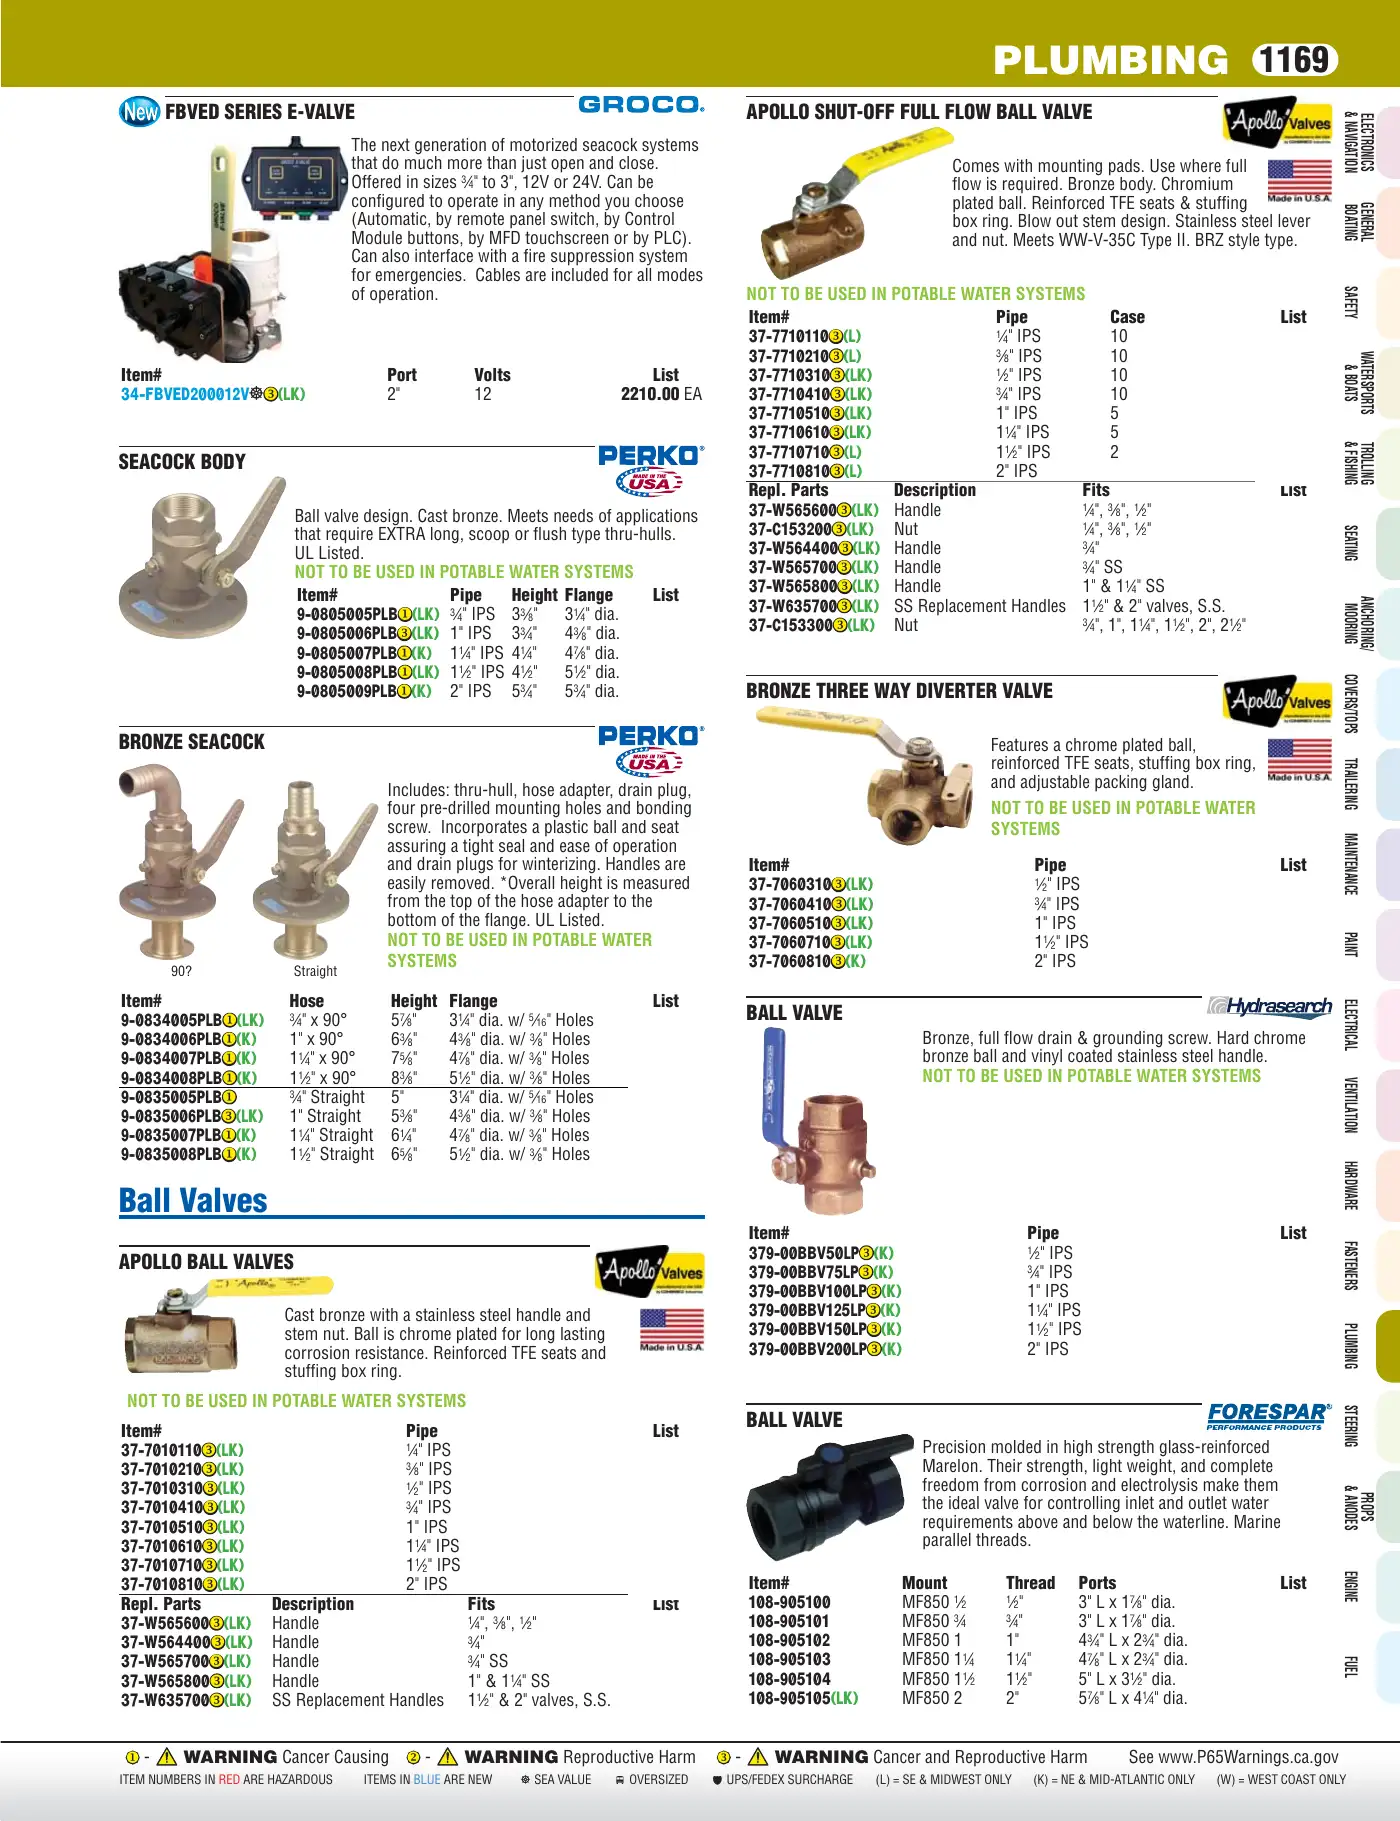 PLUMBING 1169
New FBVED SERIES E-VALVE
GROCO®
The next generation of motorized seacock systems
that do much more than just open and close.
Offered in sizes ¾" to 3", 12V or 24V. Can be
configured to operate in any method you choose
(Automatic, by remote panel switch, by Control
Module buttons, by MFD touchscreen or by PLC).
Can also interface with a fire suppression system
for emergencies. Cables are included for all modes
of operation.
Item# Port Volts List
34-FBVED200012V☸③(LK) 2" 12 2210.00 EA
SEACOCK BODY
PERKO®
MADE IN THE USA
Ball valve design. Cast bronze. Meets needs of applications
that require EXTRA long, scoop or flush type thru-hulls.
UL Listed.
NOT TO BE USED IN POTABLE WATER SYSTEMS
Item# Pipe Height Flange List
9-0805005PLB①(LK) ¾" IPS 3⅜" 3¼" dia.
9-0805006PLB③(LK) 1" IPS 3¾" 4⅜" dia.
9-0805007PLB①(K) 1¼" IPS 4¼" 4⅞" dia.
9-0805008PLB①(LK) 1½" IPS 4½" 5½" dia.
9-0805009PLB①(K) 2" IPS 5¾" 5¾" dia.
BRONZE SEACOCK
PERKO®
MADE IN THE USA
Includes: thru-hull, hose adapter, drain plug,
four pre-drilled mounting holes and bonding
screw. Incorporates a plastic ball and seat
assuring a tight seal and ease of operation
and drain plugs for winterizing. Handles are
easily removed. *Overall height is measured
from the top of the hose adapter to the
bottom of the flange. UL Listed.
NOT TO BE USED IN POTABLE WATER
SYSTEMS
90? Straight
Item# Hose Height Flange List
9-0834005PLB①(LK) ¾" x 90° 5⅞" 3¼" dia. w/ 5⁄16" Holes
9-0834006PLB①(K) 1" x 90° 6⅜" 4⅜" dia. w/ ⅜" Holes
9-0834007PLB①(K) 1¼" x 90° 7⅝" 4⅞" dia. w/ ⅜" Holes
9-0834008PLB①(K) 1½" x 90° 8⅜" 5½" dia. w/ ⅜" Holes
9-0835005PLB① ¾" Straight 5" 3¼" dia. w/ 5⁄16" Holes
9-0835006PLB③(LK) 1" Straight 5⅜" 4⅜" dia. w/ ⅜" Holes
9-0835007PLB①(K) 1¼" Straight 6¼" 4⅞" dia. w/ ⅜" Holes
9-0835008PLB①(K) 1½" Straight 6⅝" 5½" dia. w/ ⅜" Holes
Ball Valves
APOLLO BALL VALVES
"Apollo" Valves
Made in U.S.A.
Cast bronze with a stainless steel handle and
stem nut. Ball is chrome plated for long lasting
corrosion resistance. Reinforced TFE seats and
stuffing box ring.
NOT TO BE USED IN POTABLE WATER SYSTEMS
Item# Pipe List
37-7010110③(LK) ¼" IPS
37-7010210③(LK) ⅜" IPS
37-7010310③(LK) ½" IPS
37-7010410③(LK) ¾" IPS
37-7010510③(LK) 1" IPS
37-7010610③(LK) 1¼" IPS
37-7010710③(LK) 1½" IPS
37-7010810③(LK) 2" IPS
Repl. Parts Description Fits List
37-W565600③(LK) Handle ¼", ⅜", ½"
37-W564400③(LK) Handle ¾"
37-W565700③(LK) Handle ¾" SS
37-W565800③(LK) Handle 1" & 1¼" SS
37-W635700③(LK) SS Replacement Handles 1½" & 2" valves, S.S.
APOLLO SHUT-OFF FULL FLOW BALL VALVE
"Apollo" Valves
Made in U.S.A.
Comes with mounting pads. Use where full
flow is required. Bronze body. Chromium
plated ball. Reinforced TFE seats & stuffing
box ring. Blow out stem design. Stainless steel lever
and nut. Meets WW-V-35C Type II. BRZ style type.
NOT TO BE USED IN POTABLE WATER SYSTEMS
Item# Pipe Case List
37-7710110③(L) ¼" IPS 10
37-7710210③(L) ⅜" IPS 10
37-7710310③(LK) ½" IPS 10
37-7710410③(LK) ¾" IPS 10
37-7710510③(LK) 1" IPS 5
37-7710610③(LK) 1¼" IPS 5
37-7710710③(L) 1½" IPS 2
37-7710810③(L) 2" IPS
Repl. Parts Description Fits List
37-W565600③(LK) Handle ¼", ⅜", ½"
37-C153200③(LK) Nut ¼", ⅜", ½"
37-W564400③(LK) Handle ¾"
37-W565700③(LK) Handle ¾" SS
37-W565800③(LK) Handle 1" & 1¼" SS
37-W635700③(LK) SS Replacement Handles 1½" & 2" valves, S.S.
37-C153300③(LK) Nut ¾", 1", 1¼", 1½", 2", 2½"
BRONZE THREE WAY DIVERTER VALVE
"Apollo" Valves
Made in U.S.A.
Features a chrome plated ball,
reinforced TFE seats, stuffing box ring,
and adjustable packing gland.
NOT TO BE USED IN POTABLE WATER
SYSTEMS
Item# Pipe List
37-7060310③(LK) ½" IPS
37-7060410③(LK) ¾" IPS
37-7060510③(LK) 1" IPS
37-7060710③(LK) 1½" IPS
37-7060810③(K) 2" IPS
BALL VALVE
Hydrasearch
Bronze, full flow drain & grounding screw. Hard chrome
bronze ball and vinyl coated stainless steel handle.
NOT TO BE USED IN POTABLE WATER SYSTEMS
Item# Pipe List
379-00BBV50LP③(K) ½" IPS
379-00BBV75LP③(K) ¾" IPS
379-00BBV100LP③(K) 1" IPS
379-00BBV125LP③(K) 1¼" IPS
379-00BBV150LP③(K) 1½" IPS
379-00BBV200LP③(K) 2" IPS
BALL VALVE
FORESPAR®
PERFORMANCE PRODUCTS
Precision molded in high strength glass-reinforced
Marelon. Their strength, light weight, and complete
freedom from corrosion and electrolysis make them
the ideal valve for controlling inlet and outlet water
requirements above and below the waterline. Marine
parallel threads.
Item# Mount Thread Ports List
108-905100 MF850 ½ ½" 3" L x 1⅞" dia.
108-905101 MF850 ¾ ¾" 3" L x 1⅞" dia.
108-905102 MF850 1 1" 4¾" L x 2¾" dia.
108-905103 MF850 1¼ 1¼" 4⅞" L x 2¾" dia.
108-905104 MF850 1½ 1½" 5" L x 3½" dia.
108-905105(LK) MF850 2 2" 5⅞" L x 4¼" dia.
ELECTRONICS
& NAVIGATION
GENERAL
BOATING
SAFETY
WATERSPORTS
& BOATS
TROLLING
& FISHING
SEATING
ANCHORING/
MOORING
COVERS/TOPS
TRAILERING
MAINTENANCE
PAINT
ELECTRICAL
VENTILATION
HARDWARE
FASTENERS
PLUMBING
STEERING
PROPS
& ANODES
ENGINE
FUEL
① - ⚠ WARNING Cancer Causing ② - ⚠ WARNING Reproductive Harm ③ - ⚠ WARNING Cancer and Reproductive Harm See www.P65Warnings.ca.gov
ITEM NUMBERS IN RED ARE HAZARDOUS ITEMS IN BLUE ARE NEW ☸ SEA VALUE OVERSIZED UPS/FEDEX SURCHARGE (L) = SE & MIDWEST ONLY (K) = NE & MID-ATLANTIC ONLY (W) = WEST COAST ONLY